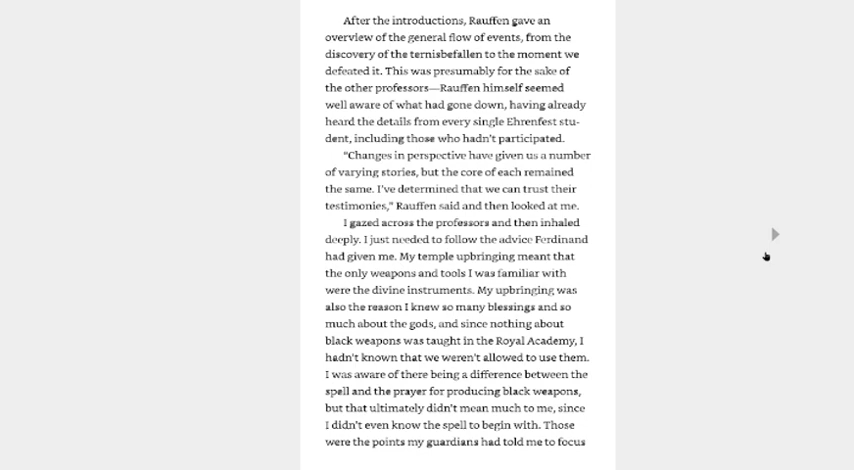 After the introductions, Rauffen gave an
overview of the general flow of events, from the
discovery of the ternisbefallen to the moment we
defeated it. This was presumably for the sake of
the other professors—Rauffen himself seemed
well aware of what had gone down, having already
heard the details from every single Ehrenfest stu-
dent, including those who hadn't participated.
"Changes in perspective have given us a number
of varying stories, but the core of each remained
the same. I've determined that we can trust their
testimonies," Rauffen said and then looked at me.
I gazed across the professors and then inhaled
deeply. I just needed to follow the advice Ferdinand
had given me. My temple upbringing meant that
the only weapons and tools I was familiar with
were the divine instruments. My upbringing was
also the reason I knew so many blessings and so
much about the gods, and since nothing about
black weapons was taught in the Royal Academy, I
hadn't known that we weren't allowed to use them.
I was aware of there being a difference between the
spell and the prayer for producing black weapons,
but that ultimately didn't mean much to me, since
I didn't even know the spell to begin with. Those
were the points my guardians had told me to focus